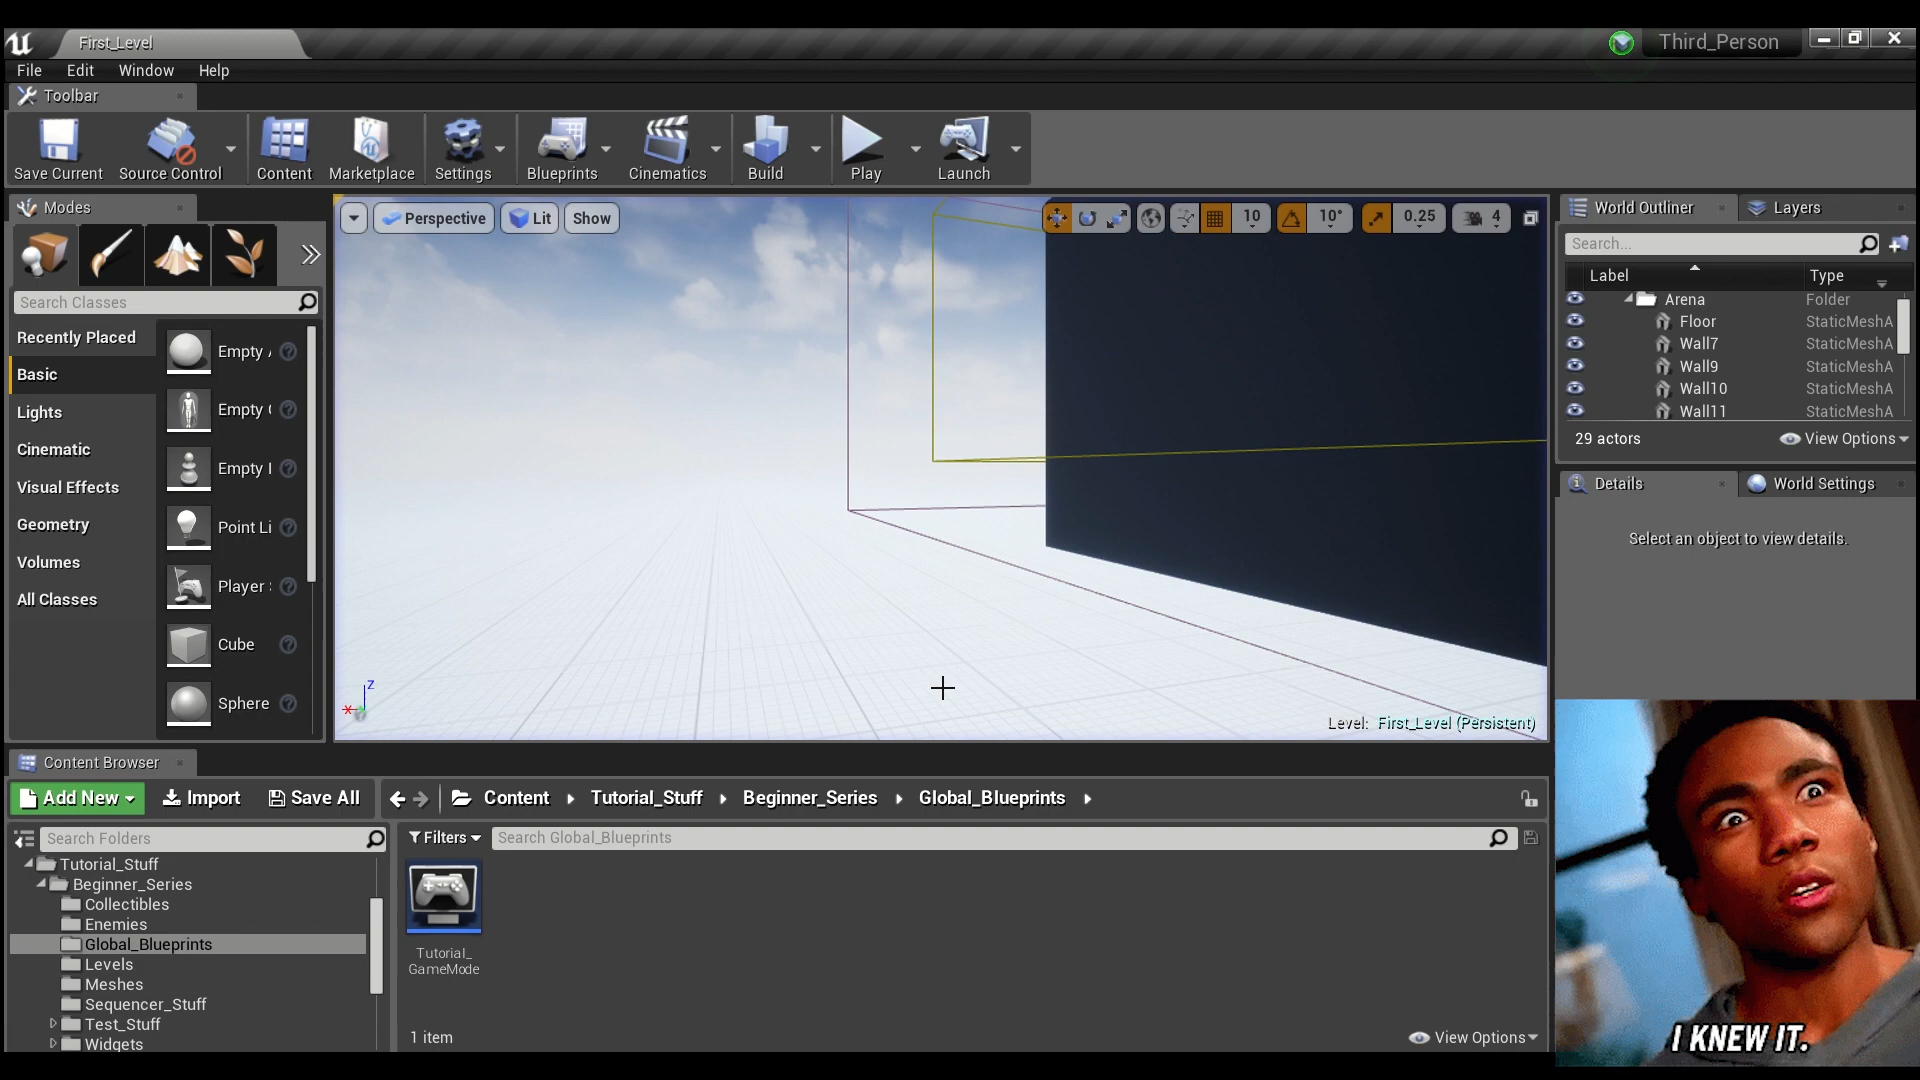 First_Level
Third_Person
File Edit Window Help
Toolbar
Save Current Source Control Content Marketplace Settings Blueprints Cinematics Build Play Launch
Modes
Search Classes
Recently Placed
Basic
Lights
Cinematic
Visual Effects
Geometry
Volumes
All Classes
Empty
Empty
Empty
Point Li
Player
Cube
Sphere
Perspective Lit Show
10 10° 0.25 4
Z
X
Level: First_Level (Persistent)
World Outliner Layers
Search...
Label Type
Arena Folder
Floor StaticMeshA
Wall7 StaticMeshA
Wall9 StaticMeshA
Wall10 StaticMeshA
Wall11 StaticMeshA
29 actors View Options
Details World Settings
Select an object to view details.
Content Browser
Add New Import Save All Content Tutorial_Stuff Beginner_Series Global_Blueprints
Search Folders
Tutorial_Stuff
Beginner_Series
Collectibles
Enemies
Global_Blueprints
Levels
Meshes
Sequencer_Stuff
Test_Stuff
Widgets
Filters Search Global_Blueprints
Tutorial_
GameMode
1 item View Options
I KNEW IT.